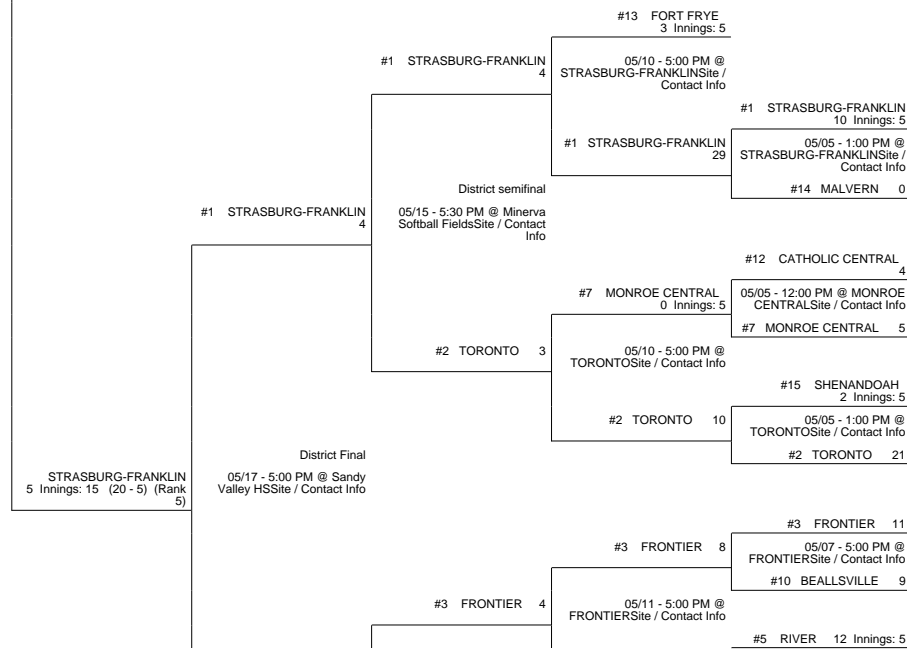 #13 FORT FRYE
3 Innings: 5
#1 STRASBURG-FRANKLIN
4
05/10 - 5:00 PM @
STRASBURG-FRANKLINSite /
Contact Info
#1 STRASBURG-FRANKLIN
10 Innings: 5
#1 STRASBURG-FRANKLIN
29
05/05 - 1:00 PM @
STRASBURG-FRANKLINSite /
Contact Info
#14 MALVERN 0
District semifinal
#1 STRASBURG-FRANKLIN
4
05/15 - 5:30 PM @ Minerva
Softball FieldsSite / Contact
Info
#12 CATHOLIC CENTRAL
4
#7 MONROE CENTRAL
0 Innings: 5
05/05 - 12:00 PM @ MONROE
CENTRALSite / Contact Info
#7 MONROE CENTRAL 5
#2 TORONTO 3
05/10 - 5:00 PM @
TORONTOSite / Contact Info
#15 SHENANDOAH
2 Innings: 5
#2 TORONTO 10
05/05 - 1:00 PM @
TORONTOSite / Contact Info
#2 TORONTO 21
District Final
STRASBURG-FRANKLIN
5 Innings: 15 (20 - 5) (Rank
5)
05/17 - 5:00 PM @ Sandy
Valley HSSite / Contact Info
#3 FRONTIER 11
#3 FRONTIER 8
05/07 - 5:00 PM @
FRONTIERSite / Contact Info
#10 BEALLSVILLE 9
#3 FRONTIER 4
05/11 - 5:00 PM @
FRONTIERSite / Contact Info
#5 RIVER 12 Innings: 5